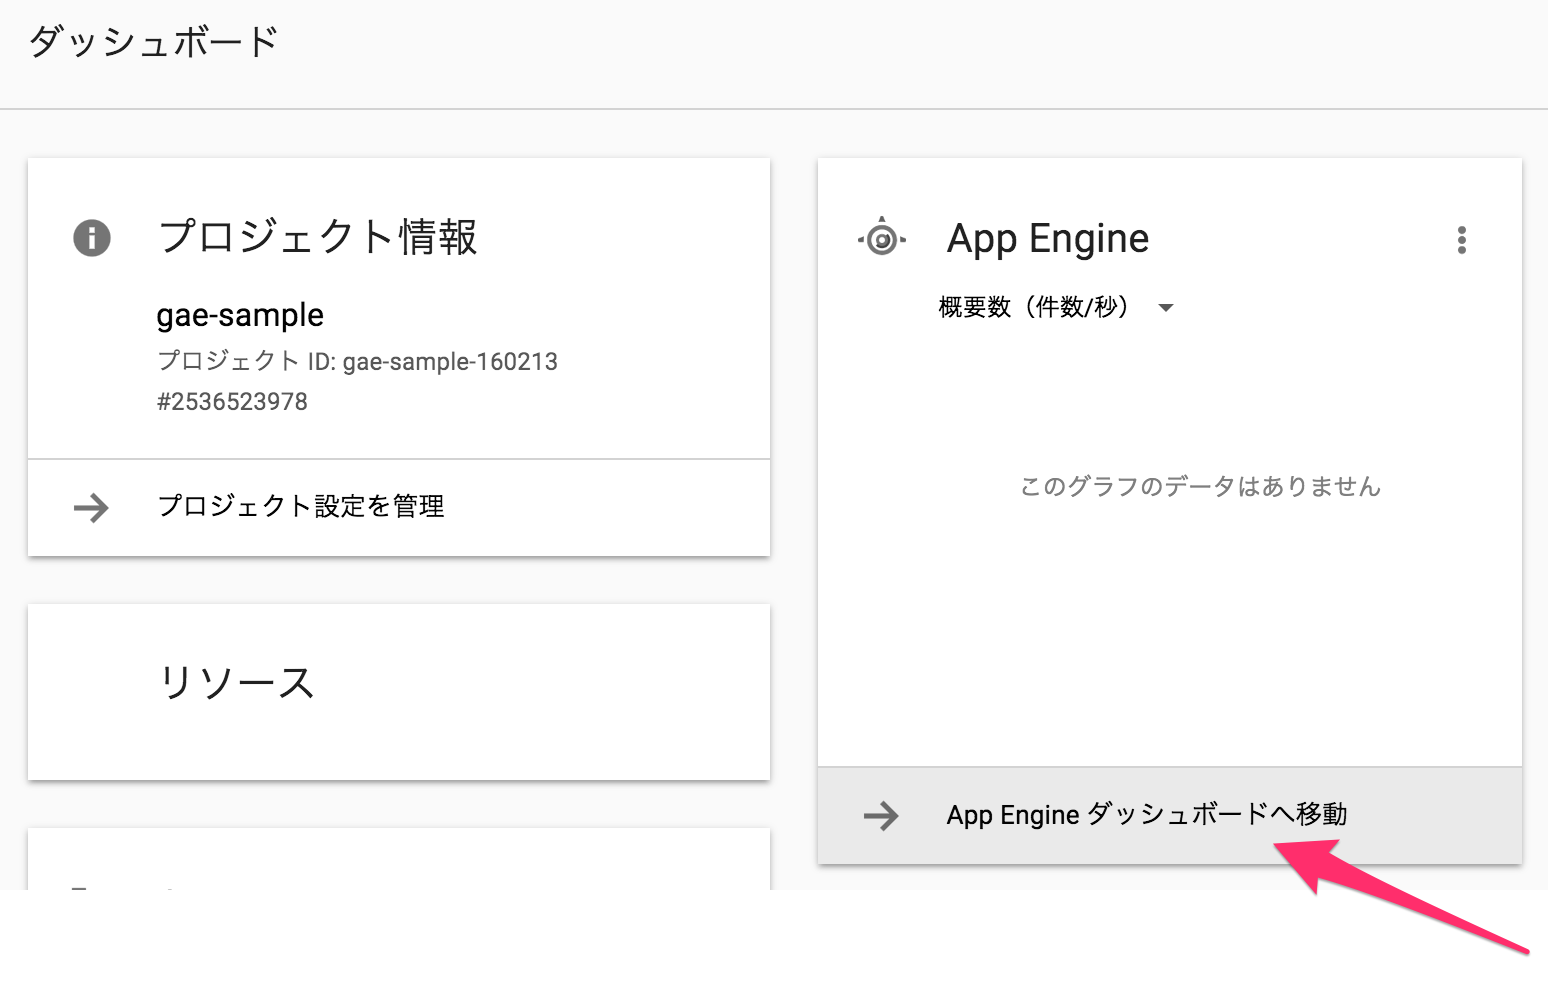 ダッシュボード
プロジェクト情報
gae-sample
プロジェクト ID: gae-sample-160213
#2536523978
プロジェクト設定を管理
リソース
App Engine
概要数（件数/秒）
このグラフのデータはありません
App Engine ダッシュボードへ移動